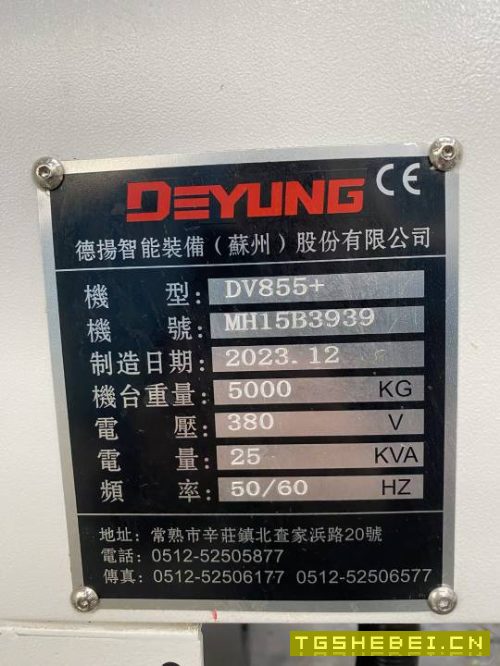 DEYUNG CE
德揚智能裝備（蘇州）股份有限公司
機 型: DV855+
機 號: MH15B3939
制造日期: 2023.12
機台重量: 5000 KG
電 壓: 380 V
電 量: 25 KVA
頻 率: 50/60 HZ
地址: 常熟市辛莊鎮北查家浜路20號
電話: 0512-52505877
傳真: 0512-52506177 0512-52506577
TGSHEBEI.CN